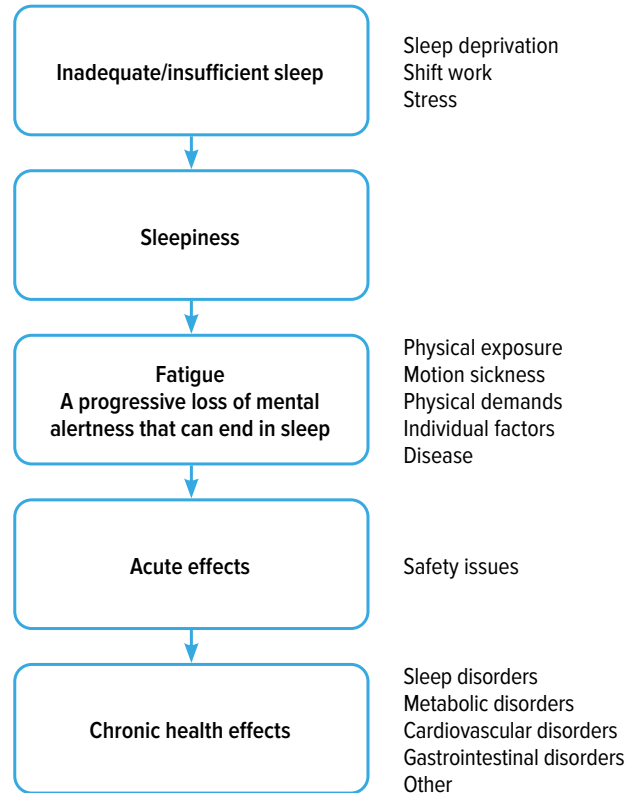 Inadequate/insufficient sleep
Sleep deprivation
Shift work
Stress
Sleepiness
Fatigue
A progressive loss of mental
alertness that can end in sleep
Physical exposure
Motion sickness
Physical demands
Individual factors
Disease
Acute effects
Safety issues
Chronic health effects
Sleep disorders
Metabolic disorders
Cardiovascular disorders
Gastrointestinal disorders
Other